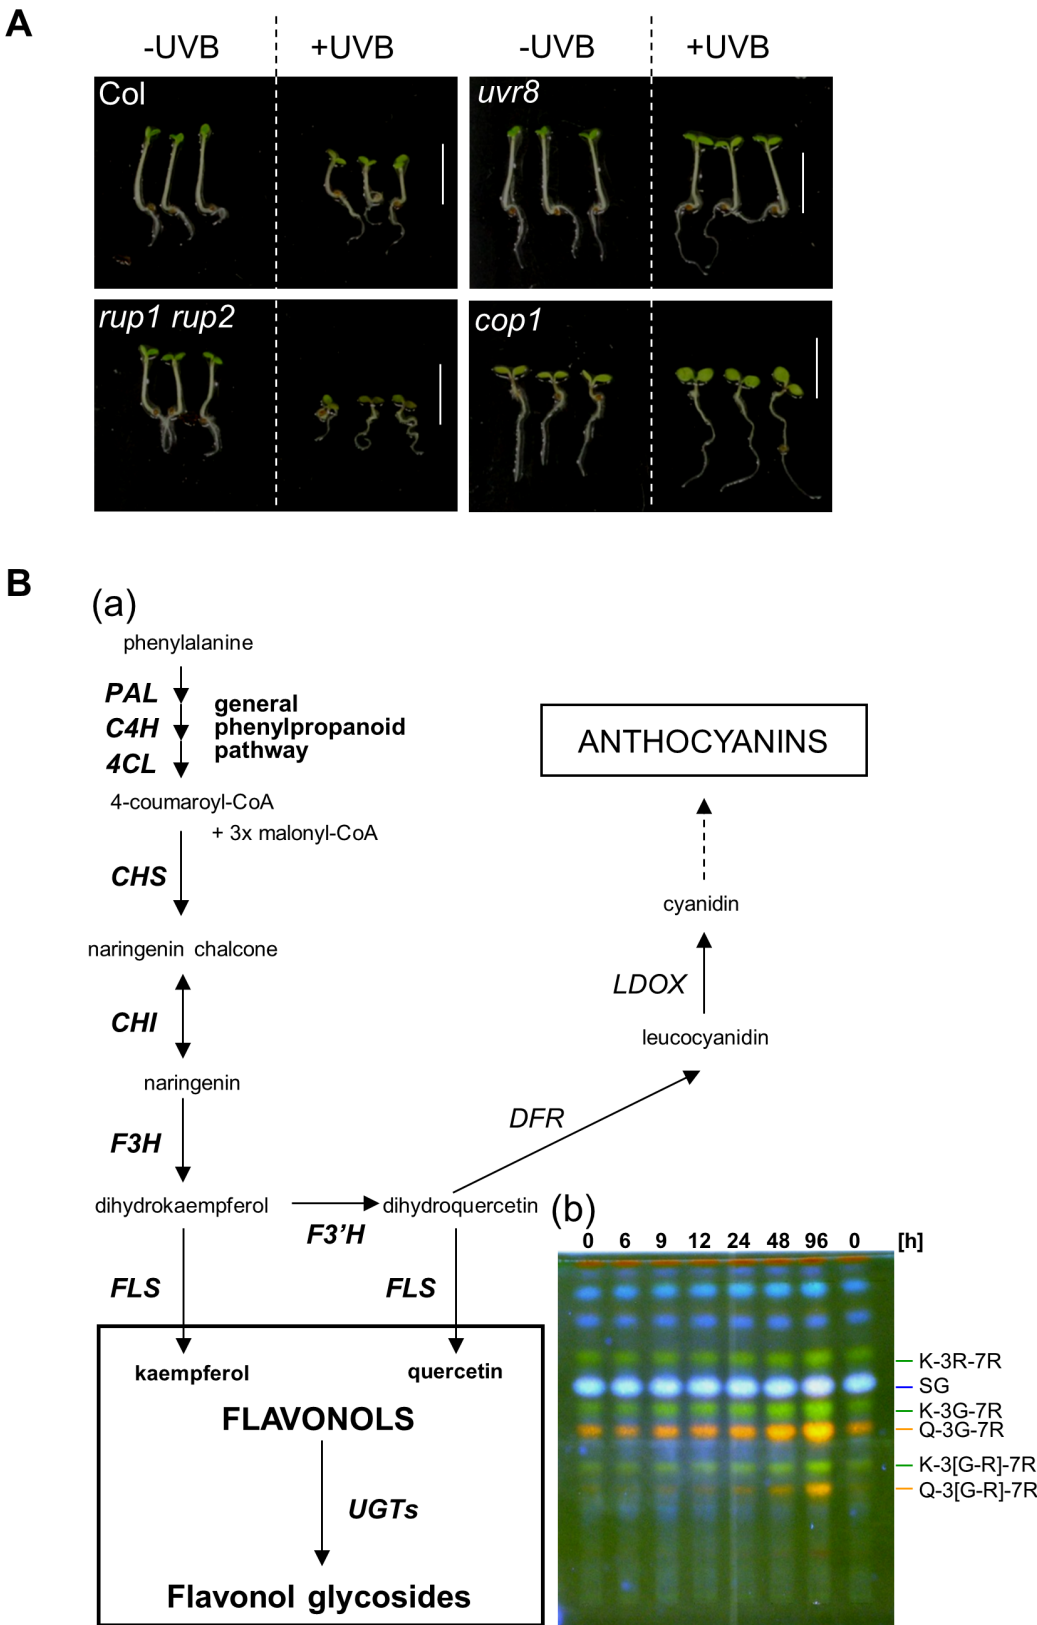 A
-UVB
+UVB
-UVB
+UVB
Col
uvr8
rup1 rup2
cop1
B
(a)
phenylalanine
PAL
C4H
4CL
general
phenylpropanoid
pathway
4-coumaroyl-CoA
+ 3x malonyl-CoA
CHS
naringenin chalcone
CHI
naringenin
F3H
dihydrokaempferol
F3’H
dihydroquercetin
FLS
FLS
kaempferol
quercetin
FLAVONOLS
UGTs
Flavonol glycosides
DFR
leucocyanidin
LDOX
cyanidin
ANTHOCYANINS
(b)
0 6 9 12 24 48 96 0 [h]
K-3R-7R
SG
K-3G-7R
Q-3G-7R
K-3[G-R]-7R
Q-3[G-R]-7R